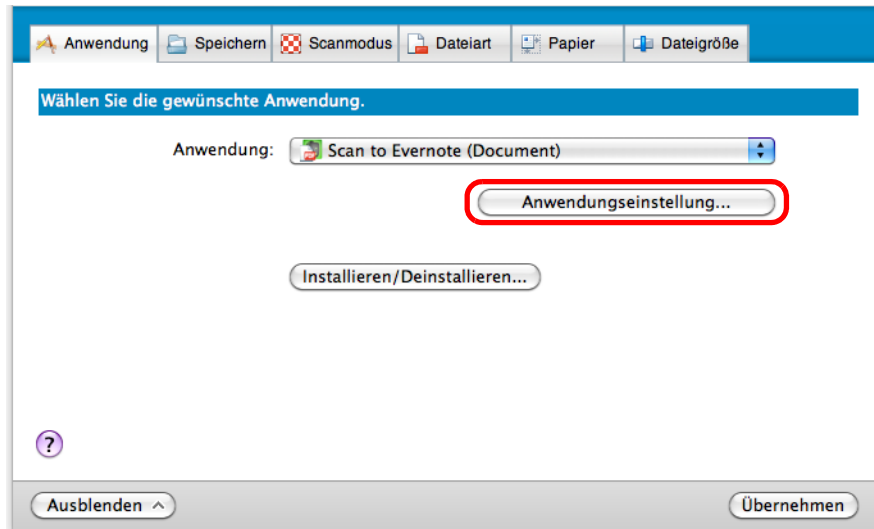 Anwendung Speichern Scanmodus Dateiart Papier Dateigröße
Wählen Sie die gewünschte Anwendung.
Anwendung: Scan to Evernote (Document)
Anwendungseinstellung...
Installieren/Deinstallieren...
?
Ausblenden Übernehmen